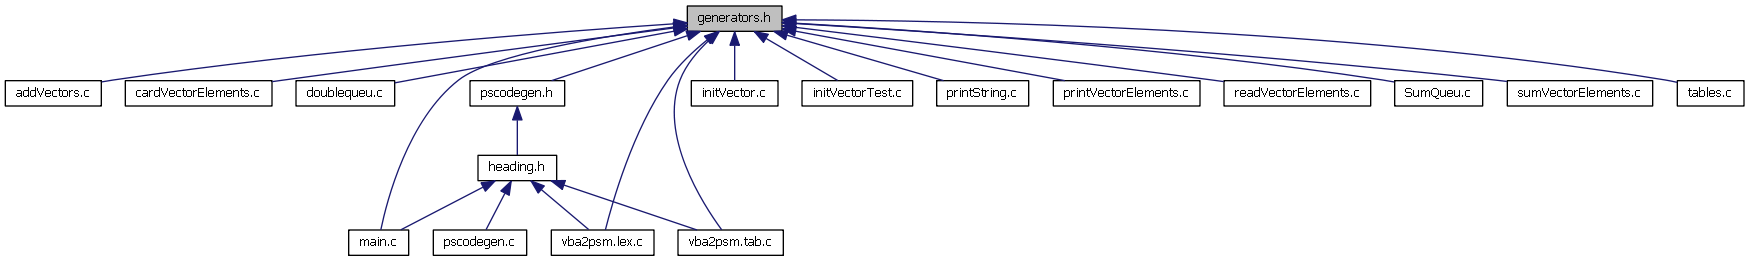 generators.h
addVectors.c
cardVectorElements.c
doublequeu.c
pscodegen.h
initVector.c
initVectorTest.c
printString.c
printVectorElements.c
readVectorElements.c
SumQueu.c
sumVectorElements.c
tables.c
heading.h
main.c
pscodegen.c
vba2psm.lex.c
vba2psm.tab.c